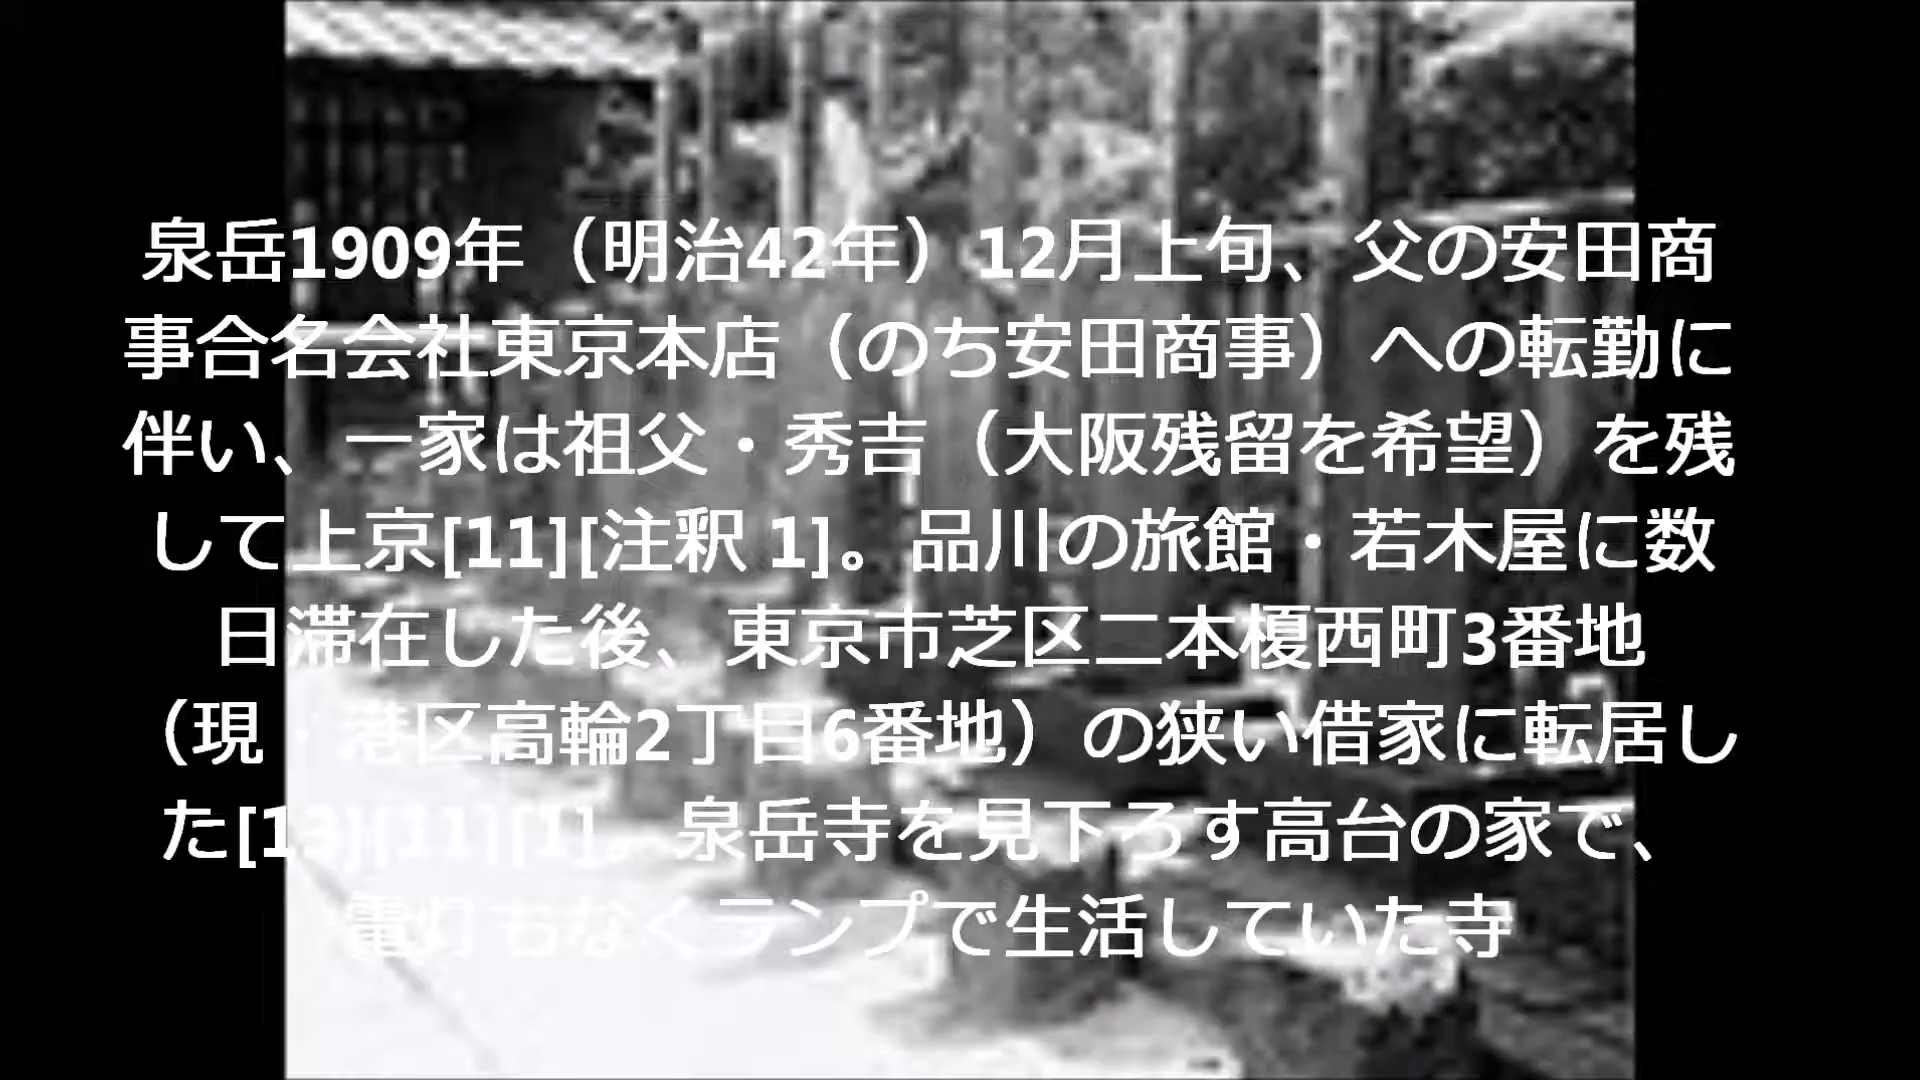 泉岳1909年（明治42年）12月上旬、父の安田商
事合名会社東京本店（のち安田商事）への転勤に
伴い、一家は祖父・秀吉（大阪残留を希望）を残
して上京[11][注釈 1]。品川の旅館・若木屋に数
日滞在した後、東京市芝区二本榎西町3番地
（現・港区高輪2丁目6番地）の狭い借家に転居し
た[13][11][1]。泉岳寺を見下ろす高台の家で、
電灯もなくランプで生活していた寺